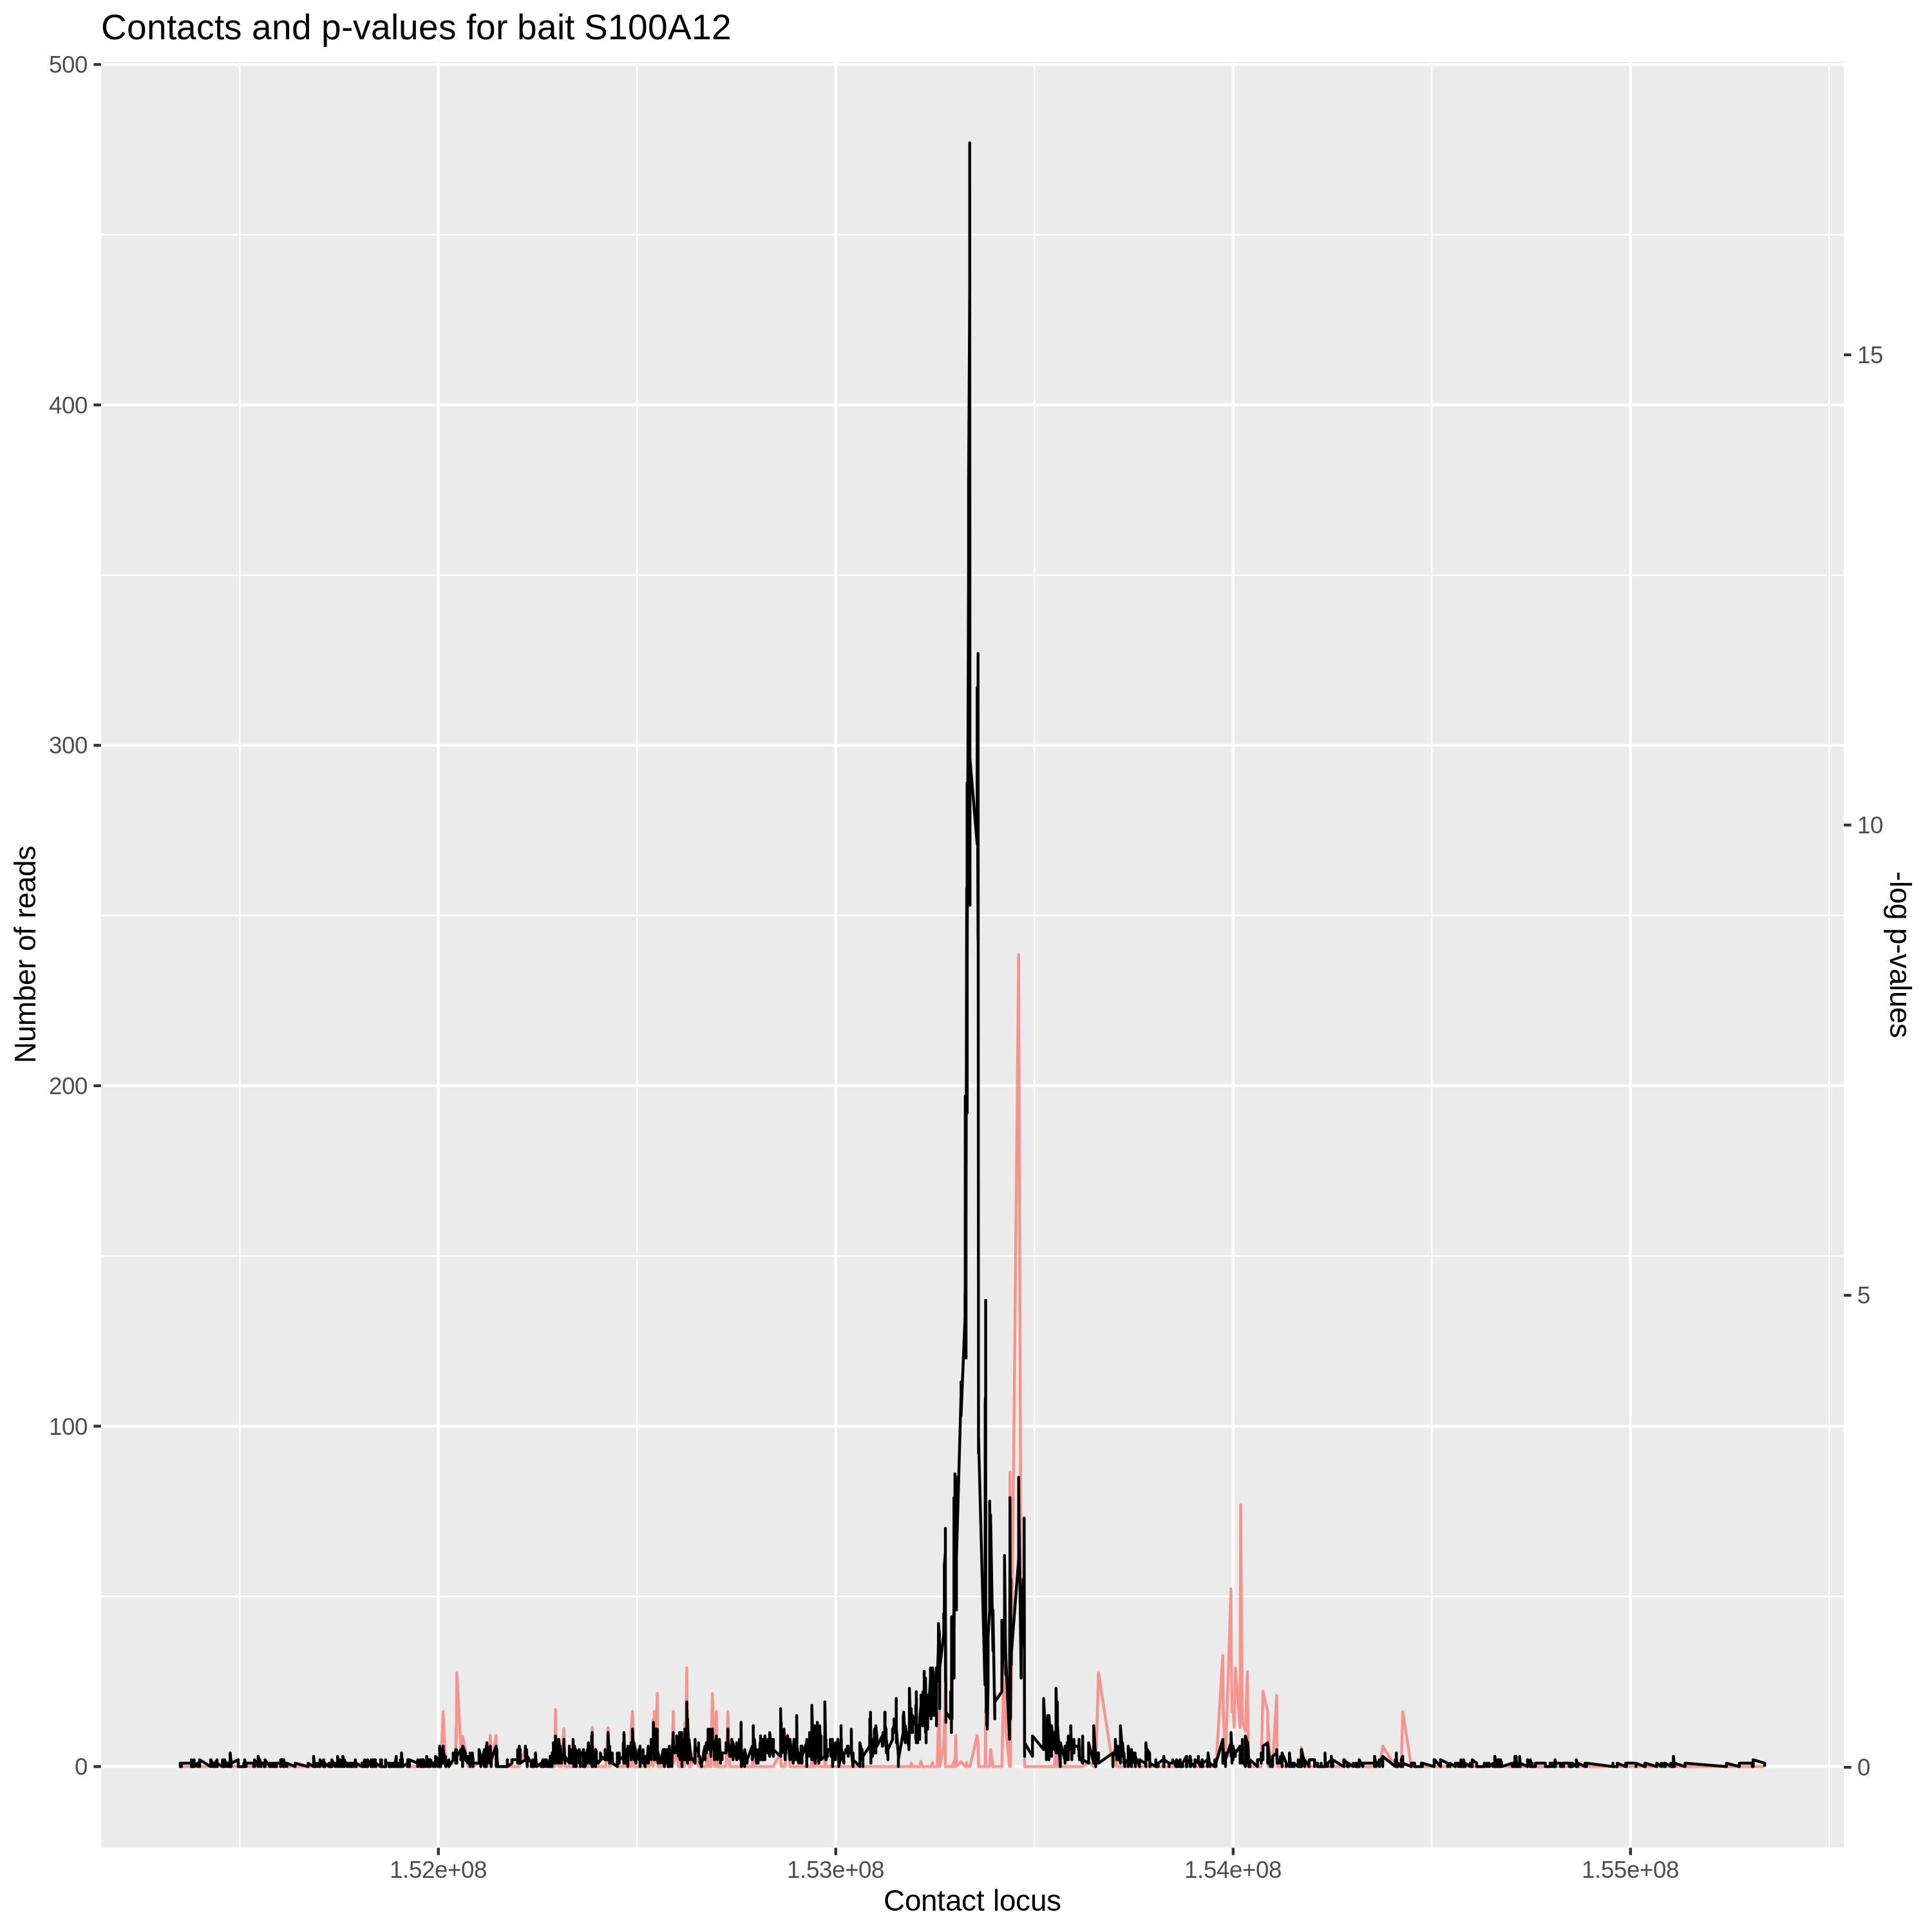 Contacts and p-values for bait S100A12
500
400
300
200
100
0
Number of reads
15
10
5
0
-log p-values
1.52e+08
1.53e+08
1.54e+08
1.55e+08
Contact locus